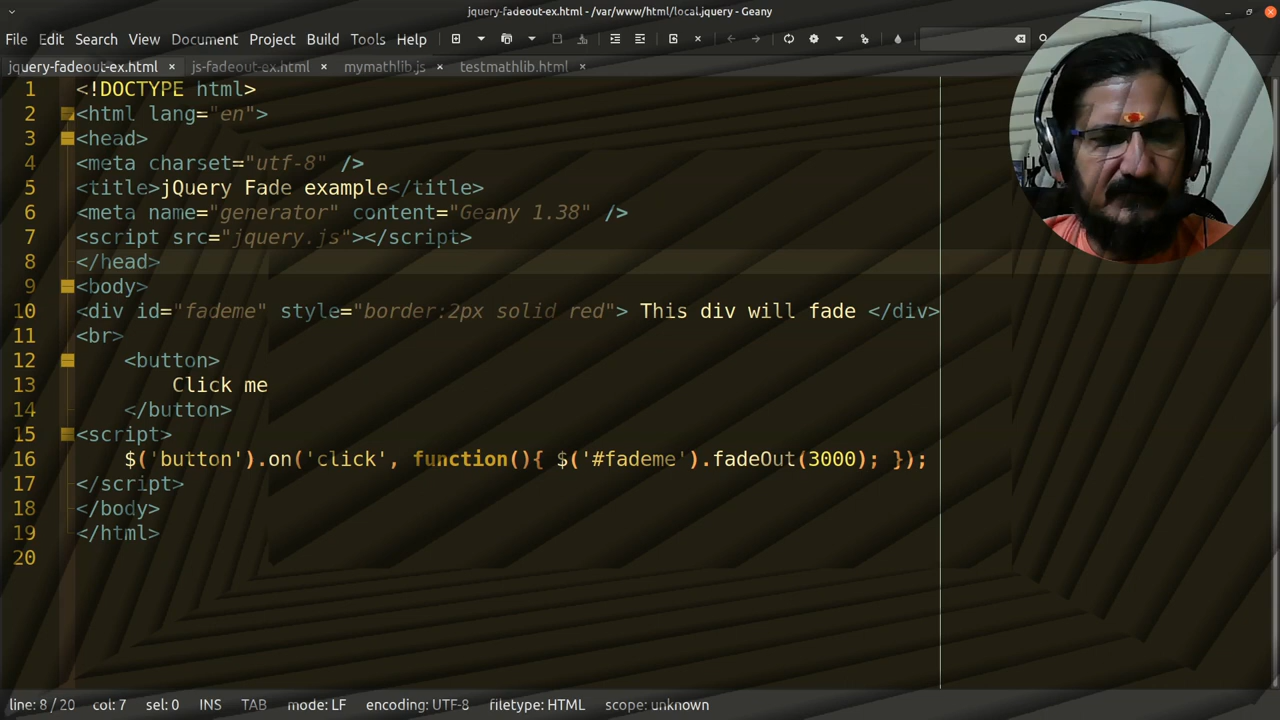 jquery-fadeout-ex.html - /var/www/html/local.jquery - Geany
File Edit Search View Document Project Build Tools Help
jquery-fadeout-ex.html × js-fadeout-ex.html × mymathlib.js × testmathlib.html ×
1 <!DOCTYPE html>
2 <html lang="en">
3 <head>
4 <meta charset="utf-8" />
5 <title>jQuery Fade example</title>
6 <meta name="generator" content="Geany 1.38" />
7 <script src="jquery.js"></script>
8 </head>
9 <body>
10 <div id="fademe" style="border:2px solid red"> This div will fade </div>
11 <br>
12 <button>
13 Click me
14 </button>
15 <script>
16 $('button').on('click', function(){ $('#fademe').fadeOut(3000); });
17 </script>
18 </body>
19 </html>
20
line: 8 / 20 col: 7 sel: 0 INS TAB mode: LF encoding: UTF-8 filetype: HTML scope: unknown